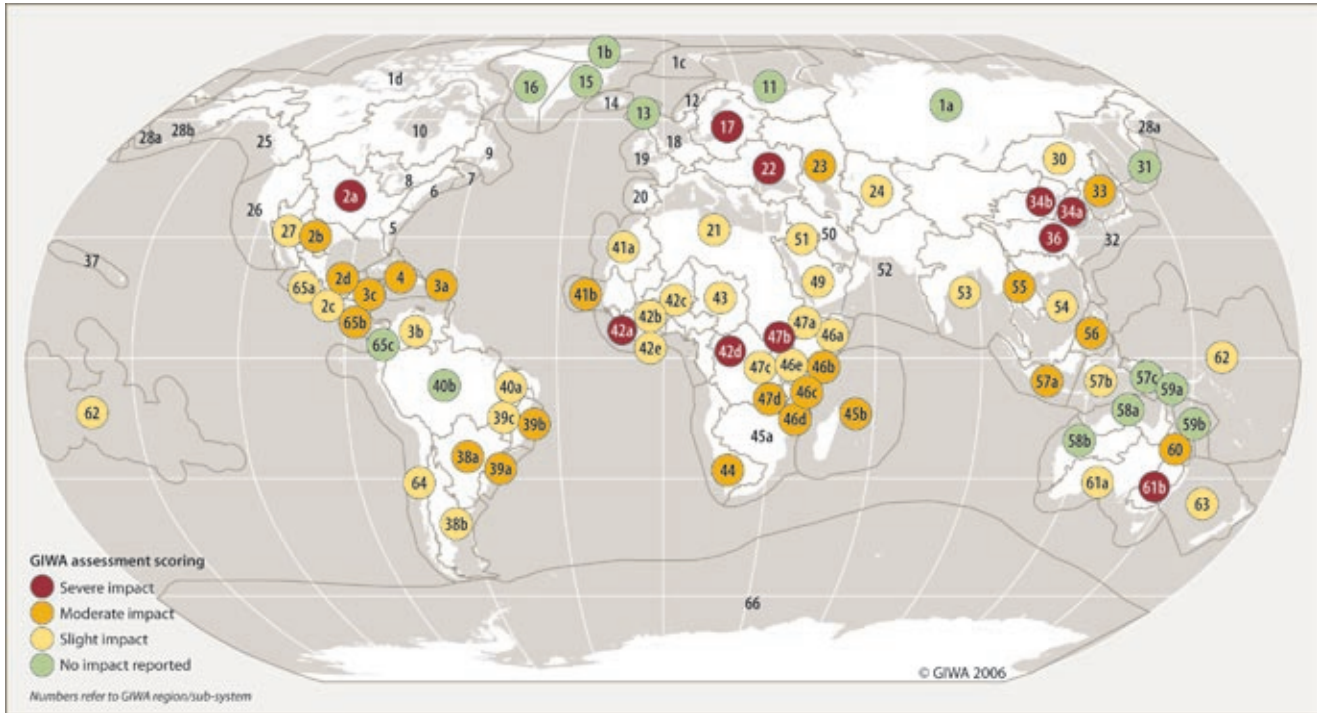 1b
1c
1d
16
15
11
14
12
13
1a
17
28a
28b
25
10
18
9
19
28a
30
22
23
31
8
7
6
20
24
33
2a
34b
34a
26
5
36
27
2b
21
51
50
32
41a
37
52
2d
4
3a
49
65a
3c
41b
42c
43
53
55
54
2c
65b
3b
42a
42b
47a
46a
56
65c
42e
42d
47b
62
47c
46e
46b
40b
40a
57a
57b
57c
59a
62
39c
39b
47d
46c
46d
45b
58a
59b
45a
58b
60
38a
39a
44
64
61a
61b
63
38b
GIWA assessment scoring
Severe impact
Moderate impact
Slight impact
No impact reported
Numbers refer to GIWA region/sub-system
66
© GIWA 2006